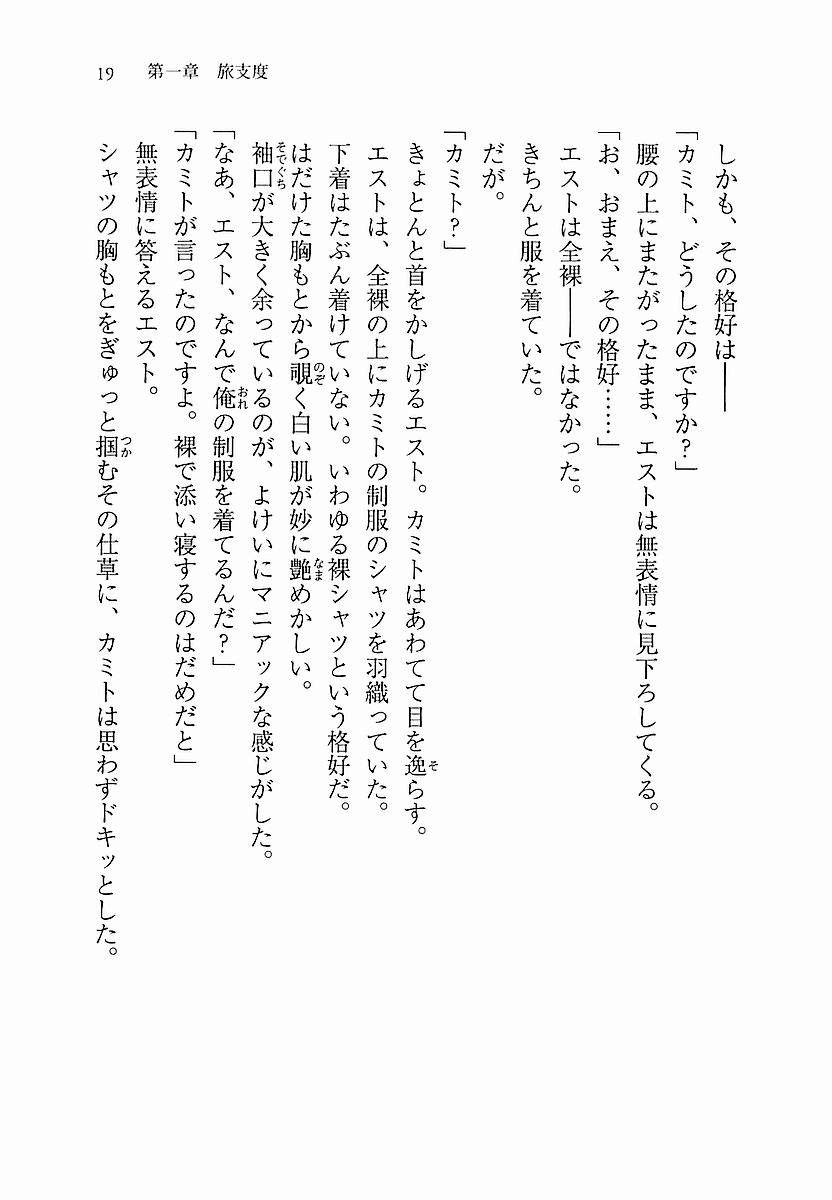 19　第一章　旅支度
しかも、その格好は――
「カミト、どうしたのですか？」
腰の上にまたがったまま、エストは無表情に見下ろしてくる。
「お、おまえ、その格好……」
エストは全裸――ではなかった。
きちんと服を着ていた。
だが。
「カミト？」
きょとんと首をかしげるエスト。カミトはあわてて目を逸らす。
エストは、全裸の上にカミトの制服のシャツを羽織っていた。
下着はたぶん着けていない。いわゆる裸シャツという格好だ。
はだけた胸もとから覗く白い肌が妙に艶めかしい。
袖口が大きく余っているのが、よけいにマニアックな感じがした。
「なあ、エスト、なんで俺の制服を着てるんだ？」
「カミトが言ったのですよ。裸で添い寝するのはだめだと」
無表情に答えるエスト。
シャツの胸もとをぎゅっと掴むその仕草に、カミトは思わずドキッとした。